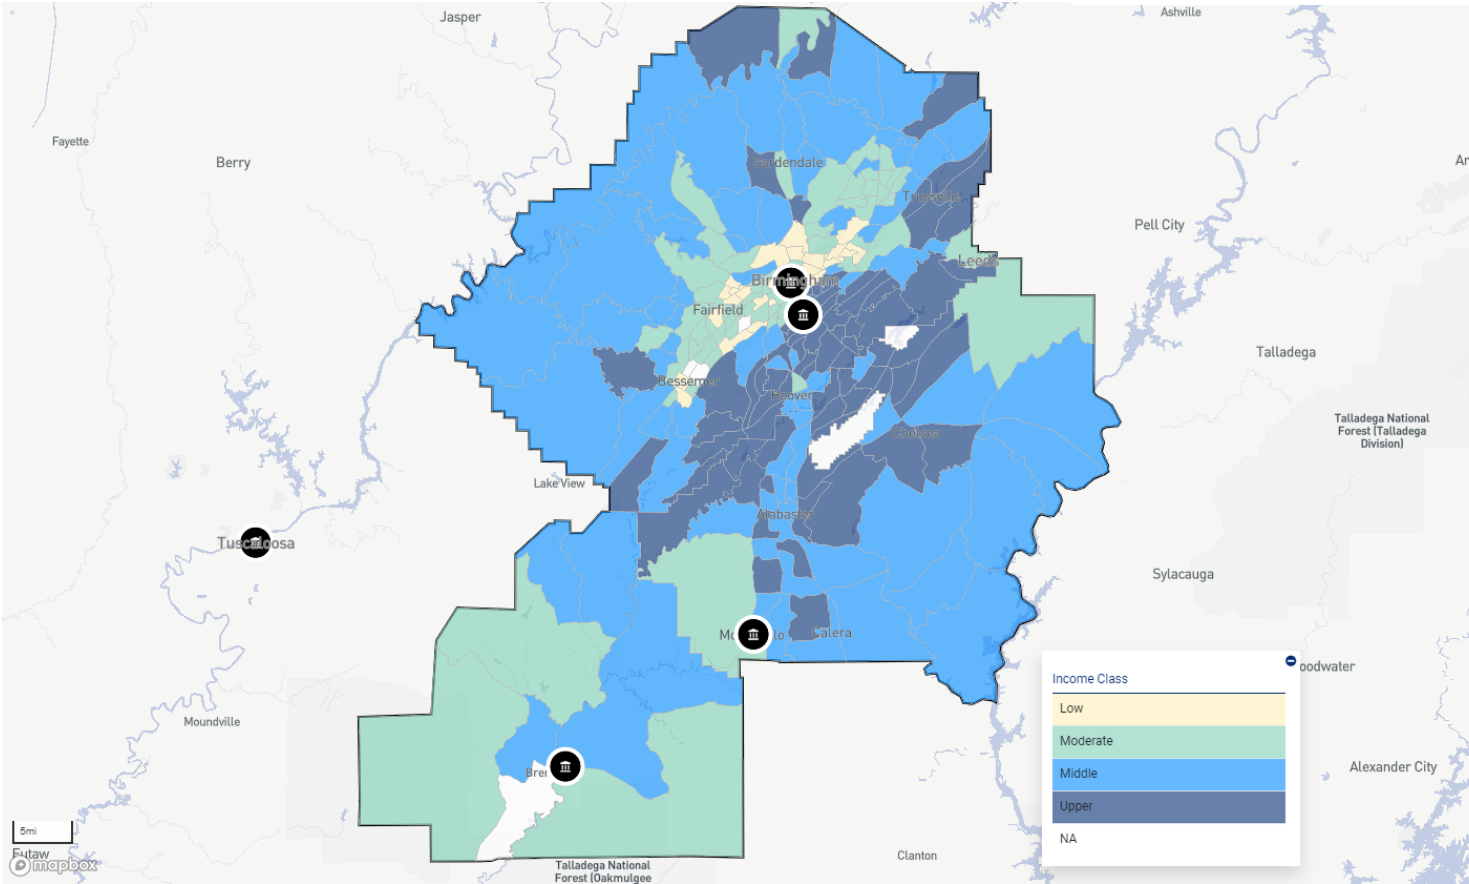 Jasper
Ashville
Fayette
Berry
Gardendale
Trussville
Pell City
Leeds
Birmingham
Fairfield
Talladega
Bessemer
Hoover
Talladega National
Forest (Talladega
Division)
Chelsea
Lake View
Alabaster
Tuscaloosa
Sylacauga
Calera
oodwater
Income Class
Low
Moderate
Middle
Upper
NA
Moundville
Alexander City
5mi
Eutaw
mapbox
Clanton
Talladega National
Forest (Oakmulgee